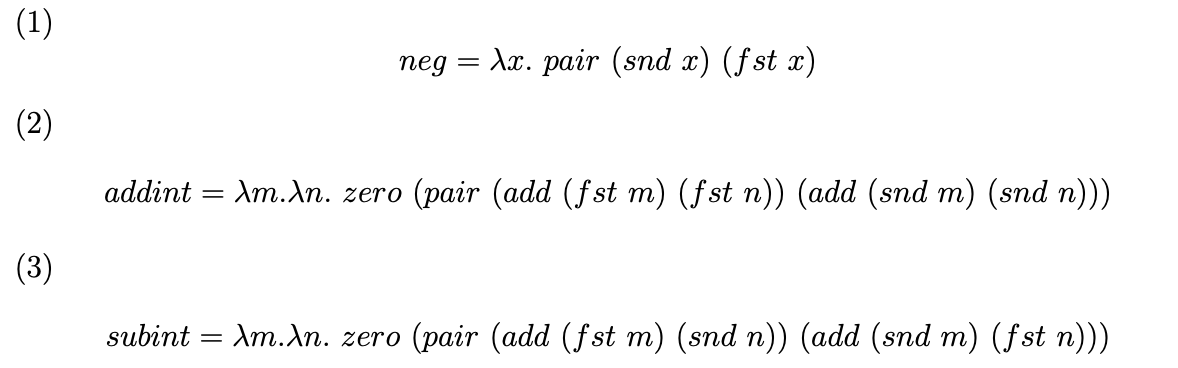 (1)
neg = λx. pair (snd x) (fst x)
(2)
addint = λm.λn. zero (pair (add (fst m) (fst n)) (add (snd m) (snd n)))
(3)
subint = λm.λn. zero (pair (add (fst m) (snd n)) (add (snd m) (fst n)))